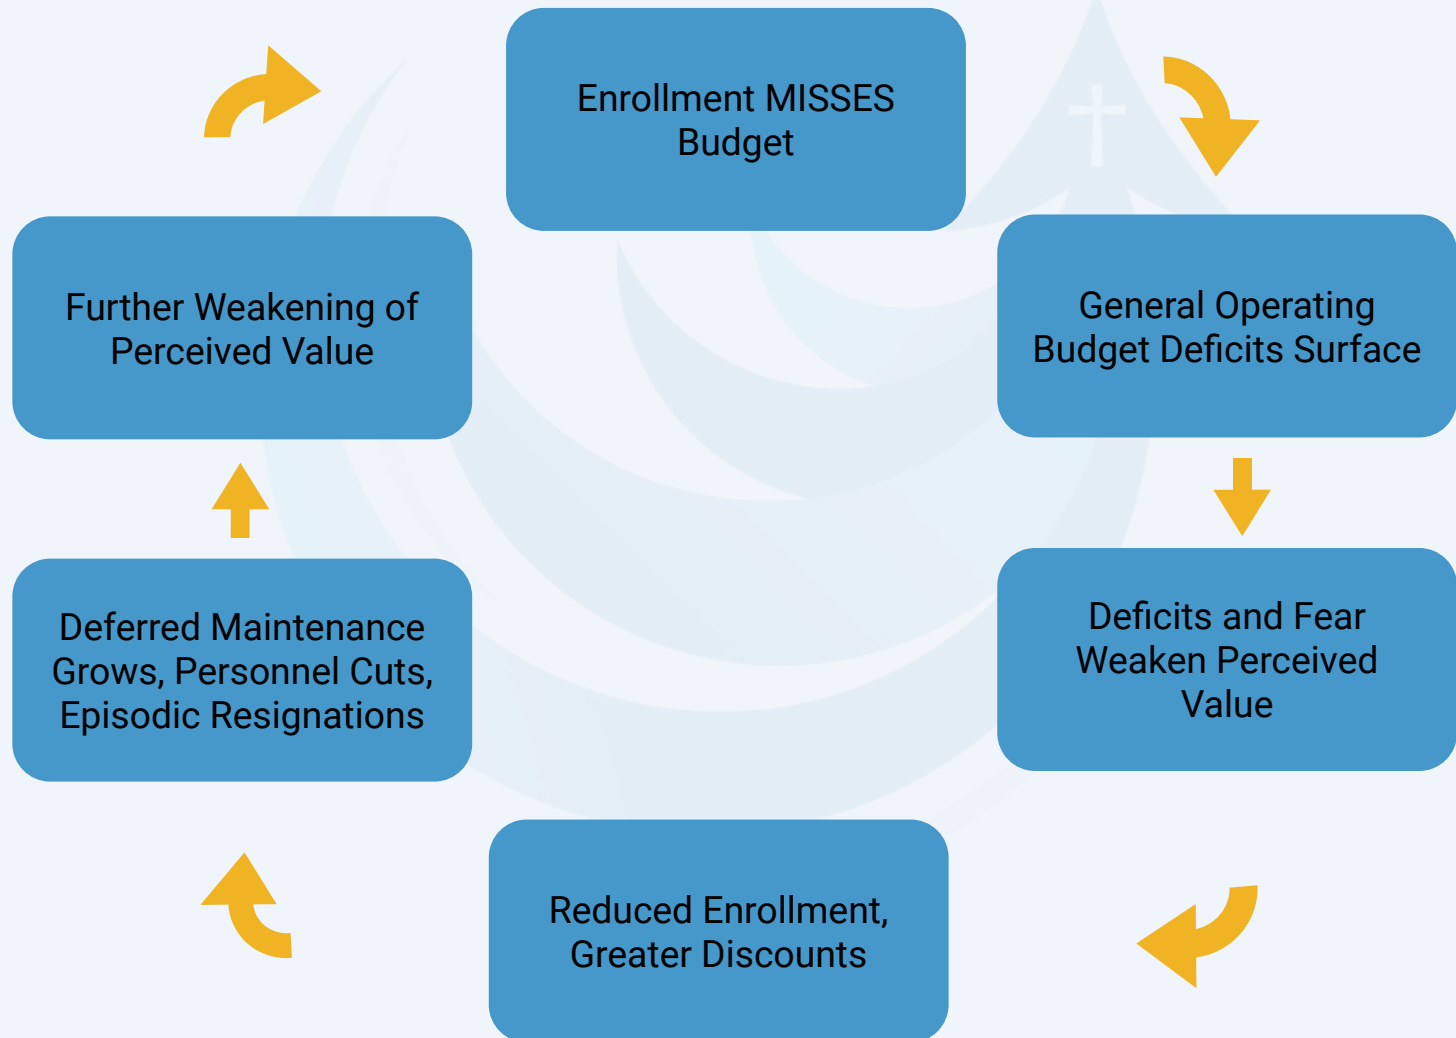 Enrollment MISSES
Budget
General Operating
Budget Deficits Surface
Deficits and Fear
Weaken Perceived
Value
Reduced Enrollment,
Greater Discounts
Deferred Maintenance
Grows, Personnel Cuts,
Episodic Resignations
Further Weakening of
Perceived Value